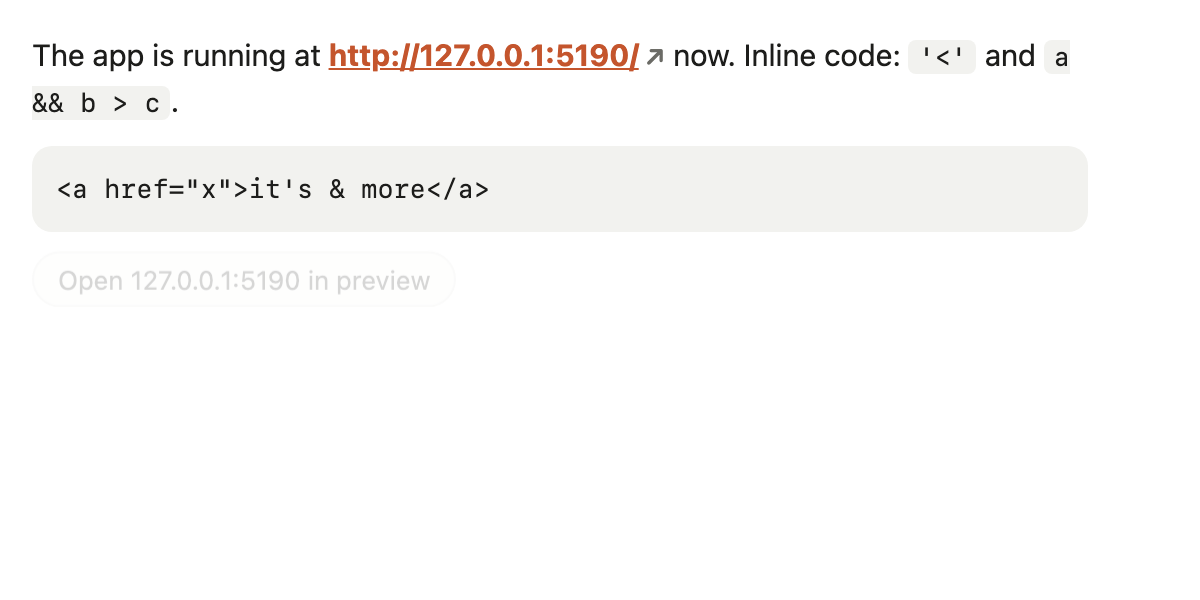 The app is running at http://127.0.0.1:5190/ ↗ now. Inline code: '<' and a
&& b > c.
<a href="x">it's & more</a>
Open 127.0.0.1:5190 in preview